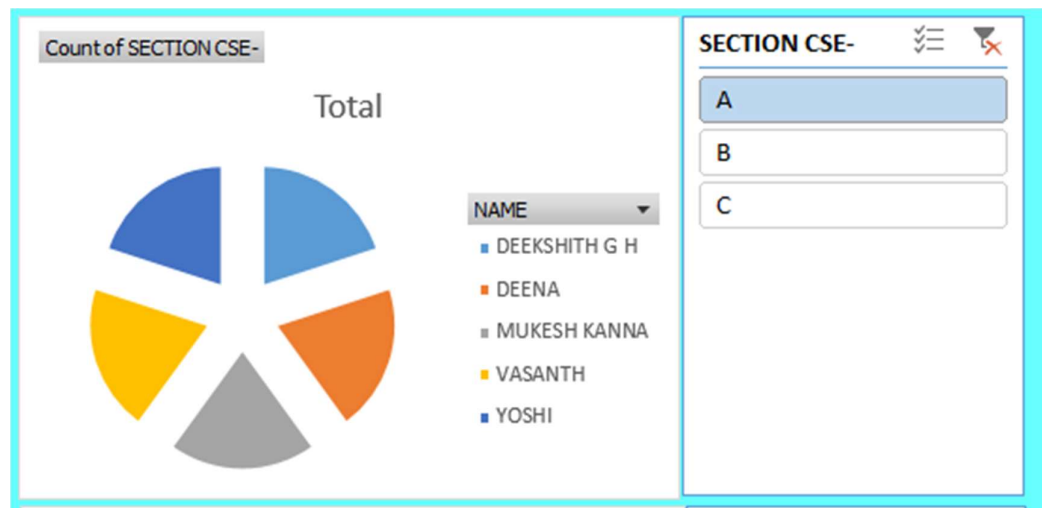 Count of SECTION CSE-
Total
NAME
DEEKSHITH G H
DEENA
MUKESH KANNA
VASANTH
YOSHI
SECTION CSE-
A
B
C